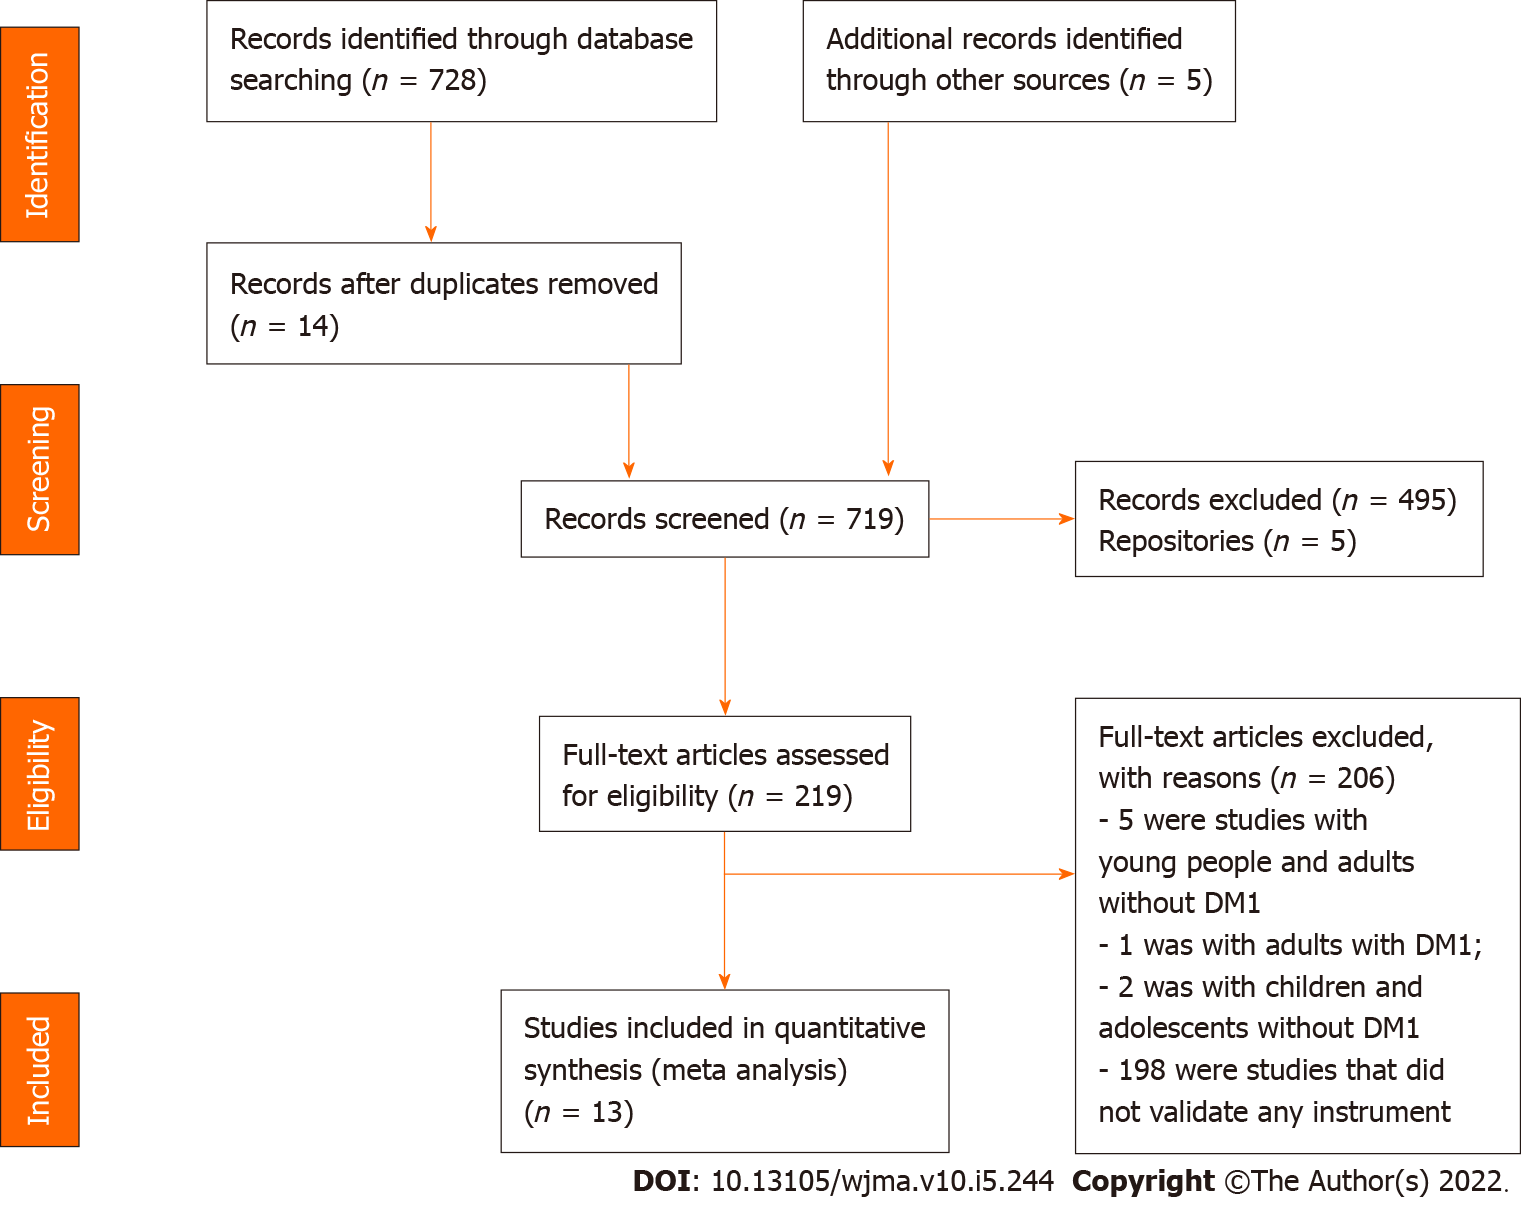 Identification
Records identified through database
searching (n = 728)
Additional records identified
through other sources (n = 5)
Records after duplicates removed
(n = 14)
Screening
Records screened (n = 719)
Records excluded (n = 495)
Repositories (n = 5)
Eligibility
Full-text articles assessed
for eligibility (n = 219)
Full-text articles excluded,
with reasons (n = 206)
- 5 were studies with
young people and adults
without DM1
- 1 was with adults with DM1;
- 2 was with children and
adolescents without DM1
- 198 were studies that did
not validate any instrument
Included
Studies included in quantitative
synthesis (meta analysis)
(n = 13)
DOI: 10.13105/wjma.v10.i5.244 Copyright ©The Author(s) 2022.